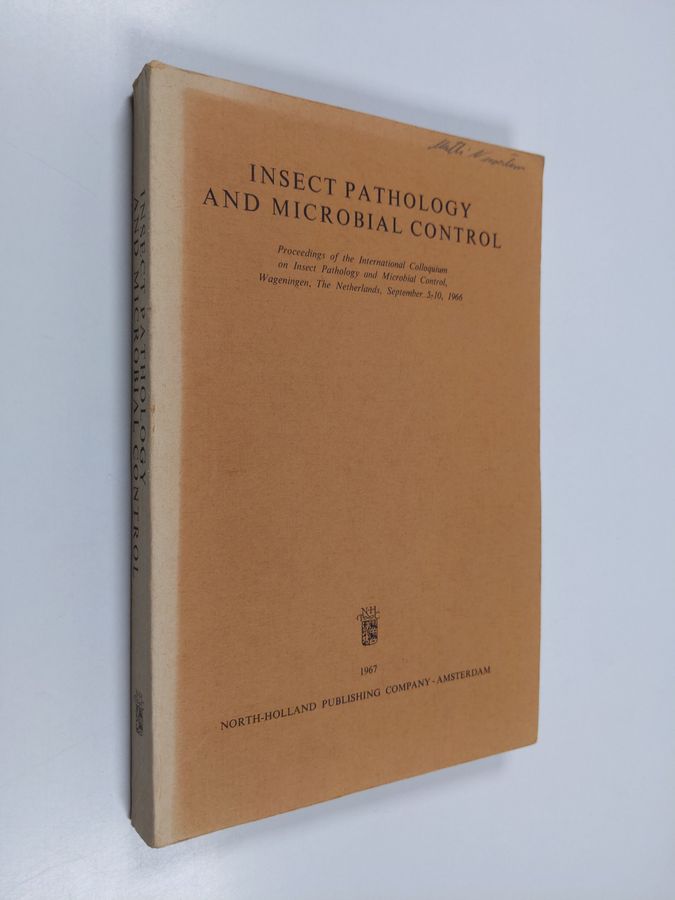 Matti
INSECT PATHOLOGY
AND MICROBIAL CONTROL
Proceedings of the International Colloquium
on Insect Pathology and Microbial Control,
Wageningen, The Netherlands, September 5-10, 1966
N-H
1967
NORTH-HOLLAND PUBLISHING COMPANY - AMSTERDAM
INSECT PATHOLOGY
AND MICROBIAL CONTROL